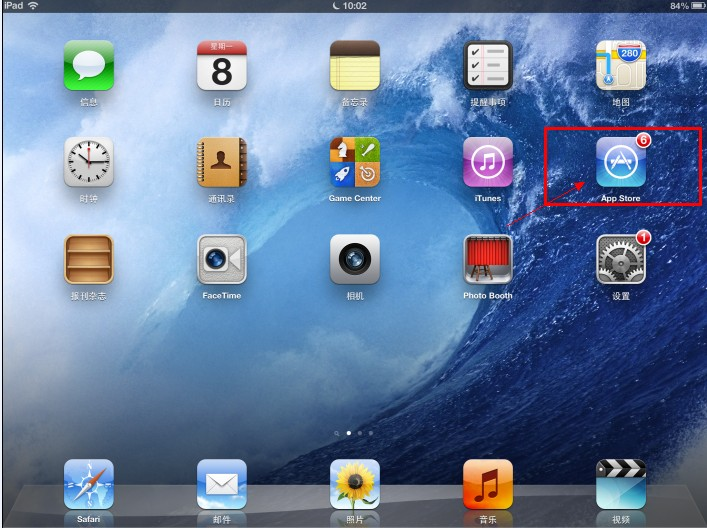 iPad 10:02 84%
星期一
8
280
6
信息 日历 备忘录 提醒事项 地图
1
时钟 通讯录 Game Center iTunes App Store
报刊杂志 FaceTime 相机 Photo Booth 设置
Safari 邮件 照片 音乐 视频